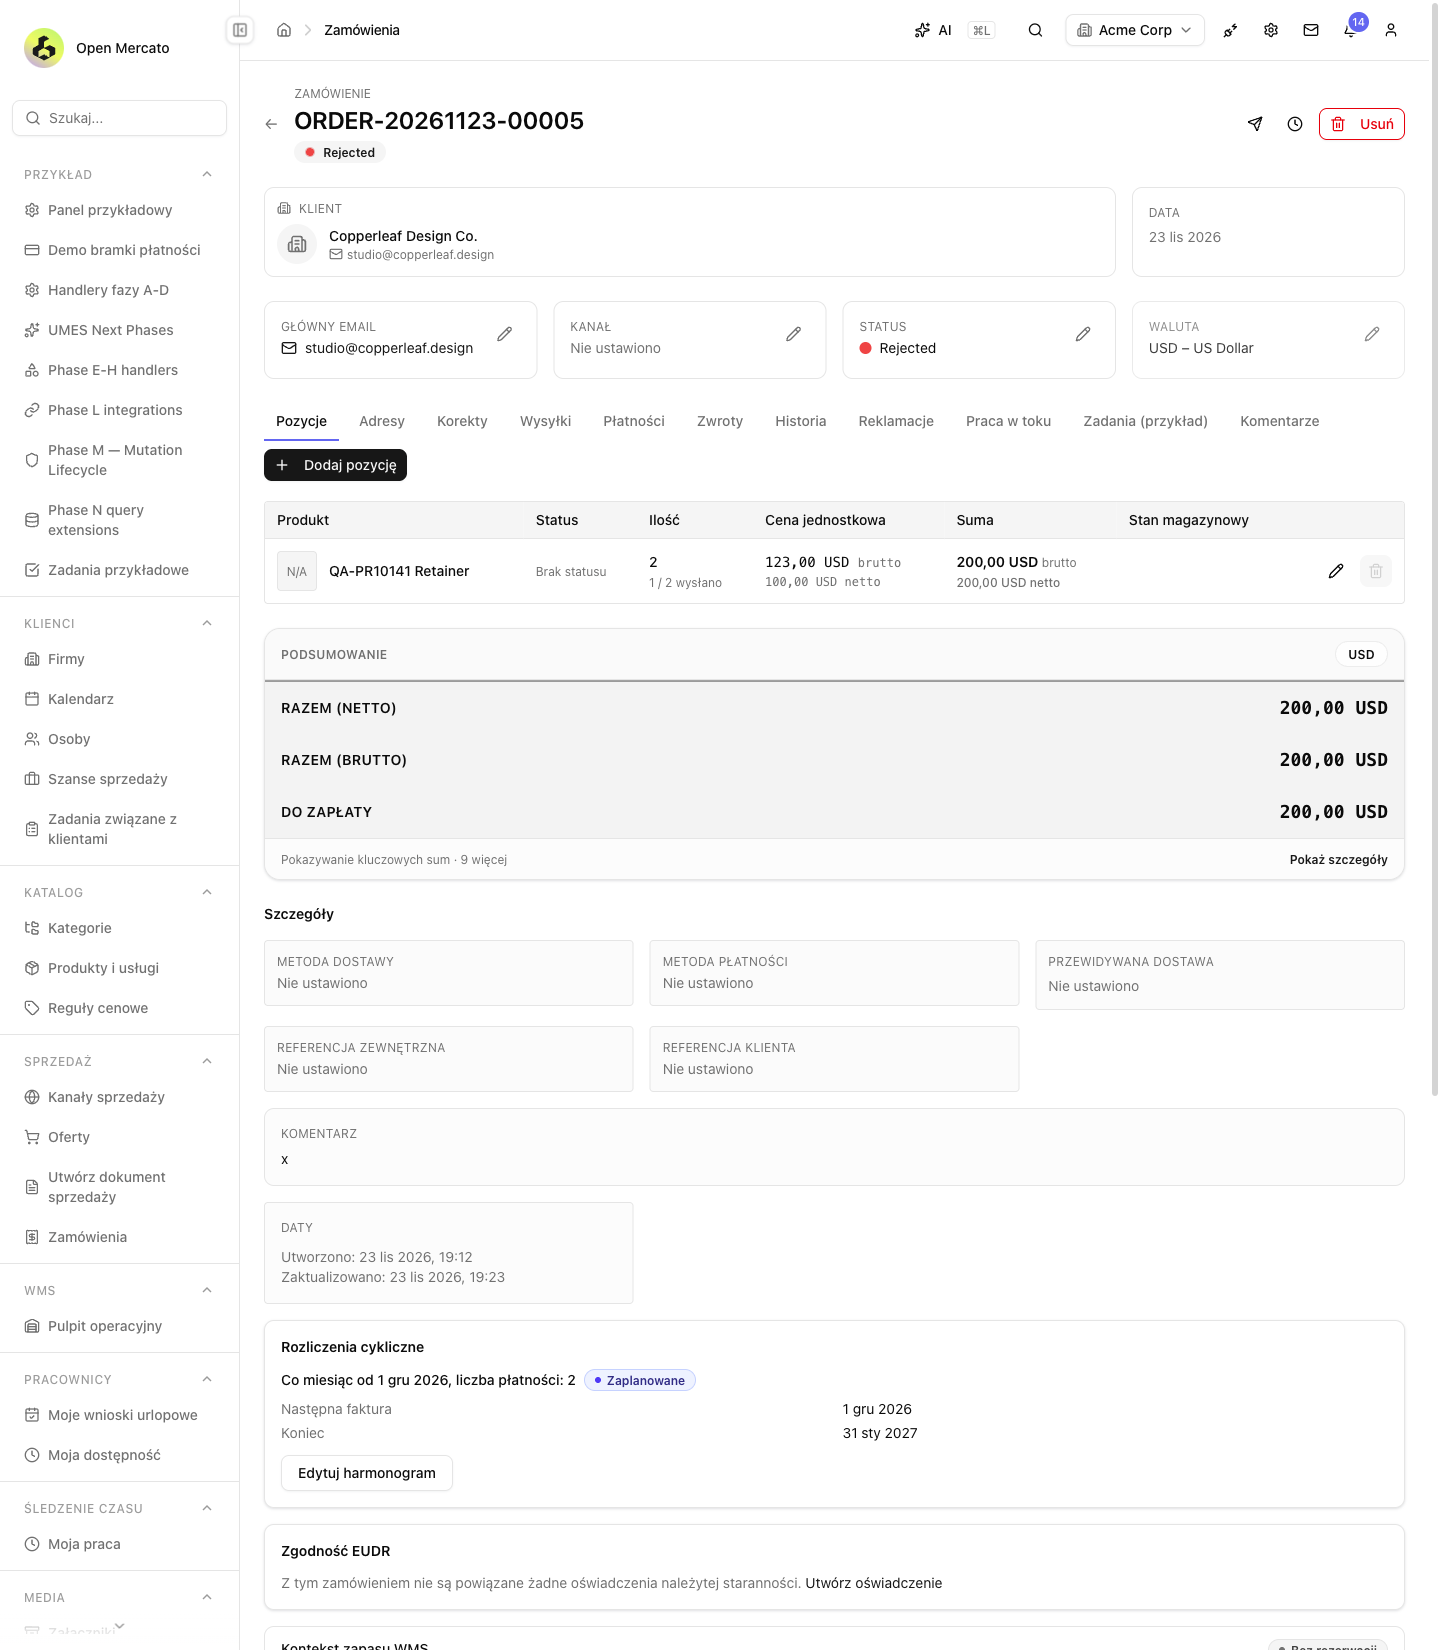 Open Mercato
Szukaj...
PRZYKŁAD
Panel przykładowy
Demo bramki płatności
Handlery fazy A-D
UMES Next Phases
Phase E-H handlers
Phase L integrations
Phase M — Mutation
Lifecycle
Phase N query
extensions
Zadania przykładowe
KLIENCI
Firmy
Kalendarz
Osoby
Szanse sprzedaży
Zadania związane z
klientami
KATALOG
Kategorie
Produkty i usługi
Reguły cenowe
SPRZEDAŻ
Kanały sprzedaży
Oferty
Utwórz dokument
sprzedaży
Zamówienia
WMS
Pulpit operacyjny
PRACOWNICY
Moje wnioski urlopowe
Moja dostępność
ŚLEDZENIE CZASU
Moja praca
MEDIA
Załączniki
Zamówienia
AI ⌘L
Acme Corp
14
ZAMÓWIENIE
ORDER-20261123-00005
Rejected
Usuń
KLIENT
Copperleaf Design Co.
studio@copperleaf.design
DATA
23 lis 2026
GŁÓWNY EMAIL
studio@copperleaf.design
KANAŁ
Nie ustawiono
STATUS
Rejected
WALUTA
USD – US Dollar
Pozycje Adresy Korekty Wysyłki Płatności Zwroty Historia Reklamacje Praca w toku Zadania (przykład) Komentarze
Dodaj pozycję
Produkt Status Ilość Cena jednostkowa Suma Stan magazynowy
N/A QA-PR10141 Retainer Brak statusu
2
1 / 2 wysłano
123,00 USD brutto
100,00 USD netto
200,00 USD brutto
200,00 USD netto
PODSUMOWANIE USD
RAZEM (NETTO) 200,00 USD
RAZEM (BRUTTO) 200,00 USD
DO ZAPŁATY 200,00 USD
Pokazywanie kluczowych sum · 9 więcej Pokaż szczegóły
Szczegóły
METODA DOSTAWY
Nie ustawiono
METODA PŁATNOŚCI
Nie ustawiono
PRZEWIDYWANA DOSTAWA
Nie ustawiono
REFERENCJA ZEWNĘTRZNA
Nie ustawiono
REFERENCJA KLIENTA
Nie ustawiono
KOMENTARZ
x
DATY
Utworzono: 23 lis 2026, 19:12
Zaktualizowano: 23 lis 2026, 19:23
Rozliczenia cykliczne
Co miesiąc od 1 gru 2026, liczba płatności: 2 Zaplanowane
Następna faktura 1 gru 2026
Koniec 31 sty 2027
Edytuj harmonogram
Zgodność EUDR
Z tym zamówieniem nie są powiązane żadne oświadczenia należytej staranności. Utwórz oświadczenie
Kontekst zapasu WMS Bez rezerwacji